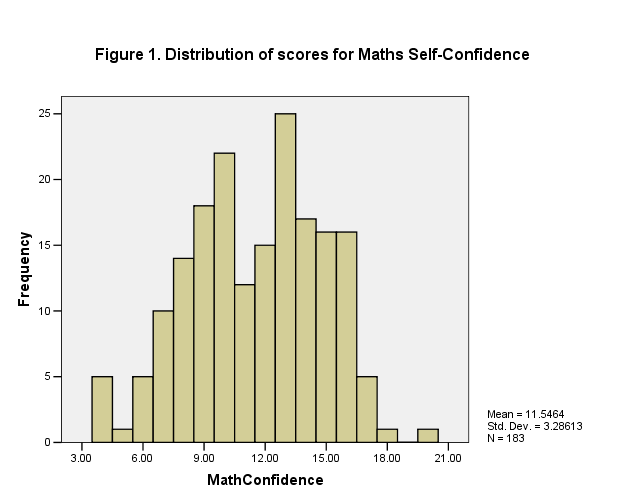 Figure 1. Distribution of scores for Maths Self-Confidence
25
20
15
10
5
0
Frequency
3.00 6.00 9.00 12.00 15.00 18.00 21.00
MathConfidence
Mean = 11.5464
Std. Dev. = 3.28613
N = 183